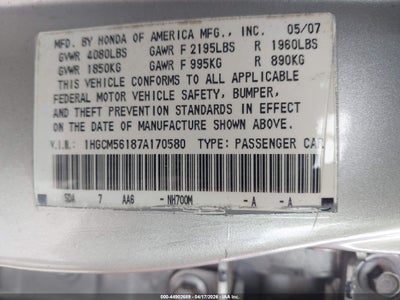 MFD. BY HONDA OF AMERICA MFG., INC. 05/07
GVWR 4080LBS GAWR F 2195LBS R 1960LBS
GVWR 1850KG GAWR F 995KG R 890KG
THIS VEHICLE CONFORMS TO ALL APPLICABLE
FEDERAL MOTOR VEHICLE SAFETY, BUMPER,
AND THEFT PREVENTION STANDARDS IN EFFECT
ON THE DATE OF MANUFACTURE SHOWN ABOVE.
V.I.N.: 1HGCM56187A170580 TYPE: PASSENGER CAR
SDA 7 AA6 - NH700M - A - A
000-44902689 - 04/17/2026 - IAAI.COM